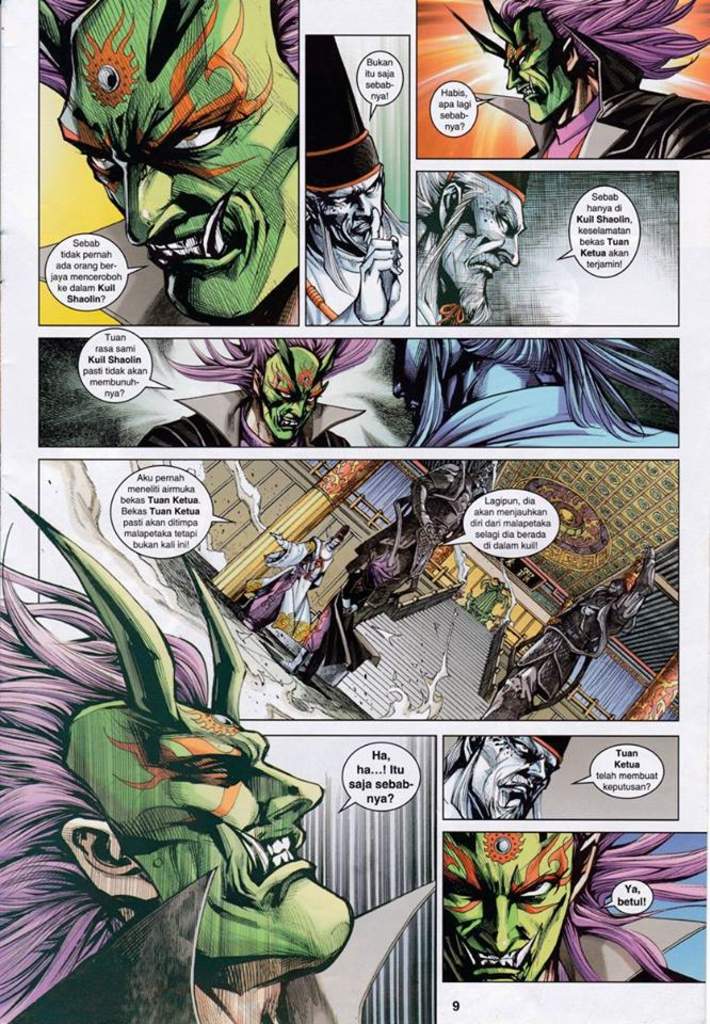 Sebab
tidak pernah
ada orang ber-
jaya menceroboh
ke dalam Kuil
Shaolin?
Bukan
itu saja
sebab-
nya!
Habis,
apa lagi
sebab-
nya?
Sebab
hanya di
Kuil Shaolin,
keselamatan
bekas Tuan
Ketua akan
terjamin!
Tuan
rasa sami
Kuil Shaolin
pasti tidak akan
membunuh-
nya?
Aku pernah
meneliti airmuka
bekas Tuan Ketua.
Bekas Tuan Ketua
pasti akan ditimpa
malapetaka tetapi
bukan kali ini!
Lagipun, dia
akan menjauhkan
diri dari malapetaka
selagi dia berada
di dalam kuil!
Ha,
ha...! Itu
saja sebab-
nya?
Tuan
Ketua
telah membuat
keputusan?
Ya,
betul!
9